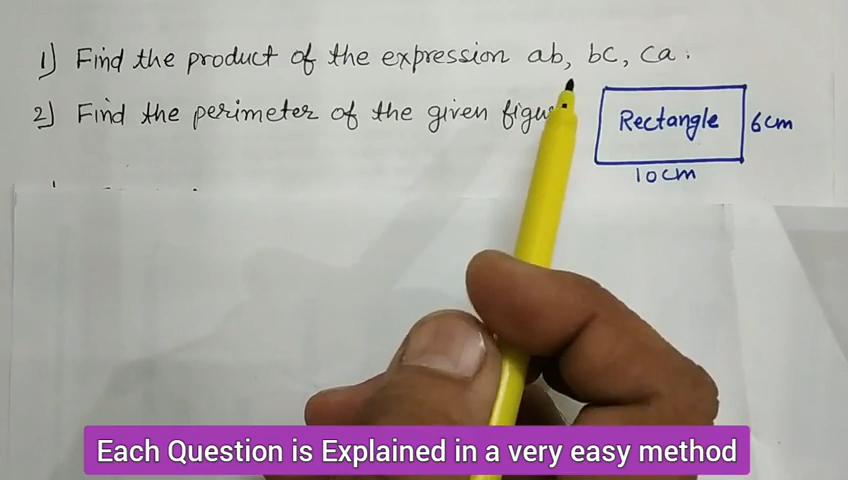 1) Find the product of the expression ab, bc, ca.
2) Find the perimeter of the given
Rectangle
6cm
10cm
Each Question is Explained in a very easy method